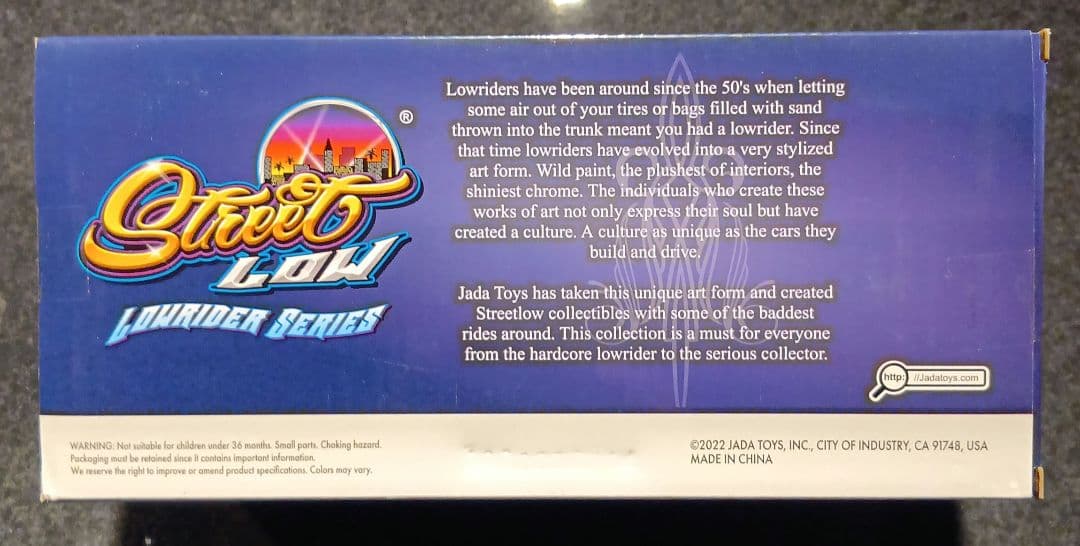 Street
LOW
®
LOWRIDER SERIES
Lowriders have been around since the 50's when letting
some air out of your tires or bags filled with sand
thrown into the trunk meant you had a lowrider. Since
that time lowriders have evolved into a very stylized
art form. Wild paint, the plushest of interiors, the
shiniest chrome. The individuals who create these
works of art not only express their soul but have
created a culture. A culture as unique as the cars they
build and drive.
Jada Toys has taken this unique art form and created
Streetlow collectibles with some of the baddest
rides around. This collection is a must for everyone
from the hardcore lowrider to the serious collector.
http: //Jadatoys.com
WARNING: Not suitable for children under 36 months. Small parts. Choking hazard.
Packaging must be retained since it contains important information.
We reserve the right to improve or amend product specifications. Colors may vary.
©2022 JADA TOYS, INC., CITY OF INDUSTRY, CA 91748, USA
MADE IN CHINA